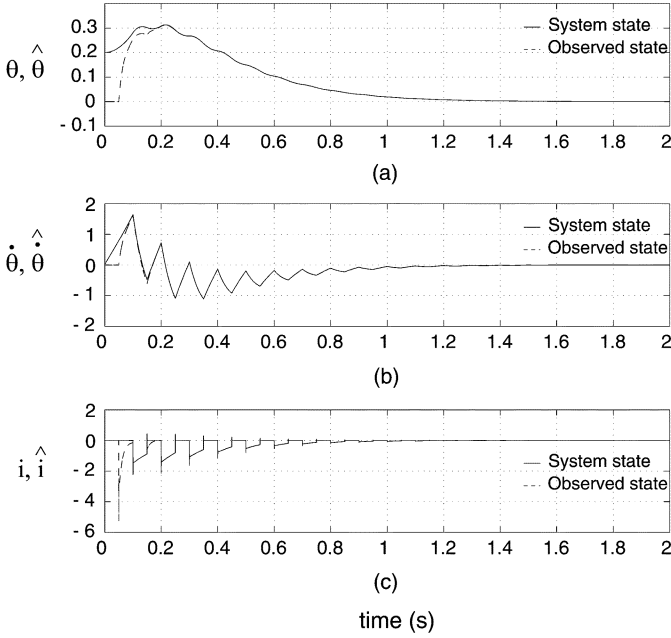 0.3
0.2
0.1
0
- 0.1
θ, θ̂
System state
Observed state
0 0.2 0.4 0.6 0.8 1 1.2 1.4 1.6 1.8 2
(a)
2
1
0
- 1
- 2
θ̇, θ̇̂
System state
Observed state
0 0.2 0.4 0.6 0.8 1 1.2 1.4 1.6 1.8 2
(b)
2
0
- 2
- 4
- 6
i, î
System state
Observed state
0 0.2 0.4 0.6 0.8 1 1.2 1.4 1.6 1.8 2
(c)
time (s)